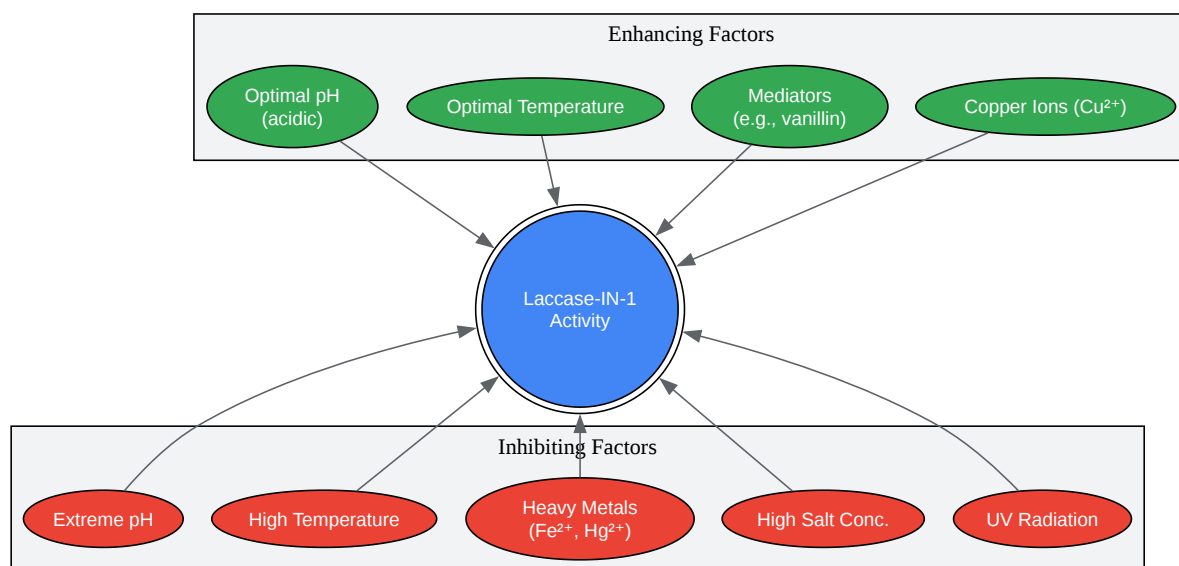 Enhancing Factors
Optimal pH
(acidic)
Optimal Temperature
Mediators
(e.g., vanillin)
Copper Ions (Cu²⁺)
Laccase-IN-1
Activity
Inhibiting Factors
Extreme pH
High Temperature
Heavy Metals
(Fe²⁺, Hg²⁺)
High Salt Conc.
UV Radiation